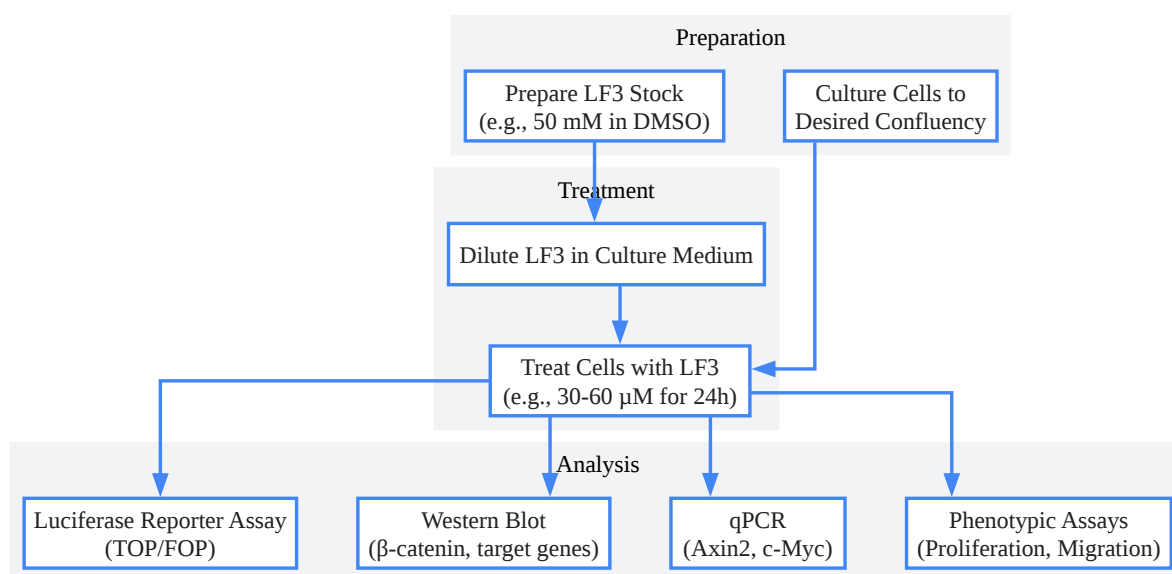 Preparation
Prepare LF3 Stock
(e.g., 50 mM in DMSO)
Culture Cells to
Desired Confluency
Treatment
Dilute LF3 in Culture Medium
Treat Cells with LF3
(e.g., 30-60 µM for 24h)
Analysis
Luciferase Reporter Assay
(TOP/FOP)
Western Blot
(β-catenin, target genes)
qPCR
(Axin2, c-Myc)
Phenotypic Assays
(Proliferation, Migration)